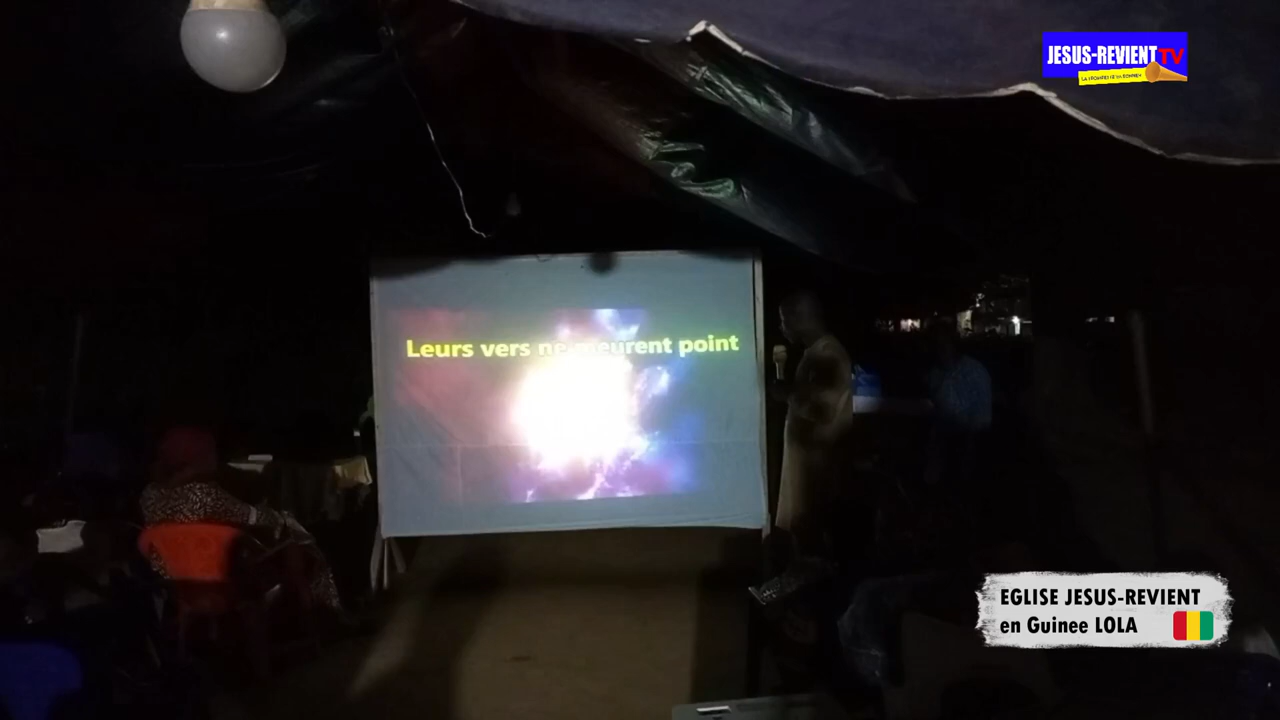 JESUS-REVIENT TV
Leurs vers ne meurent point
EGLISE JESUS-REVIENT
en Guinee LOLA